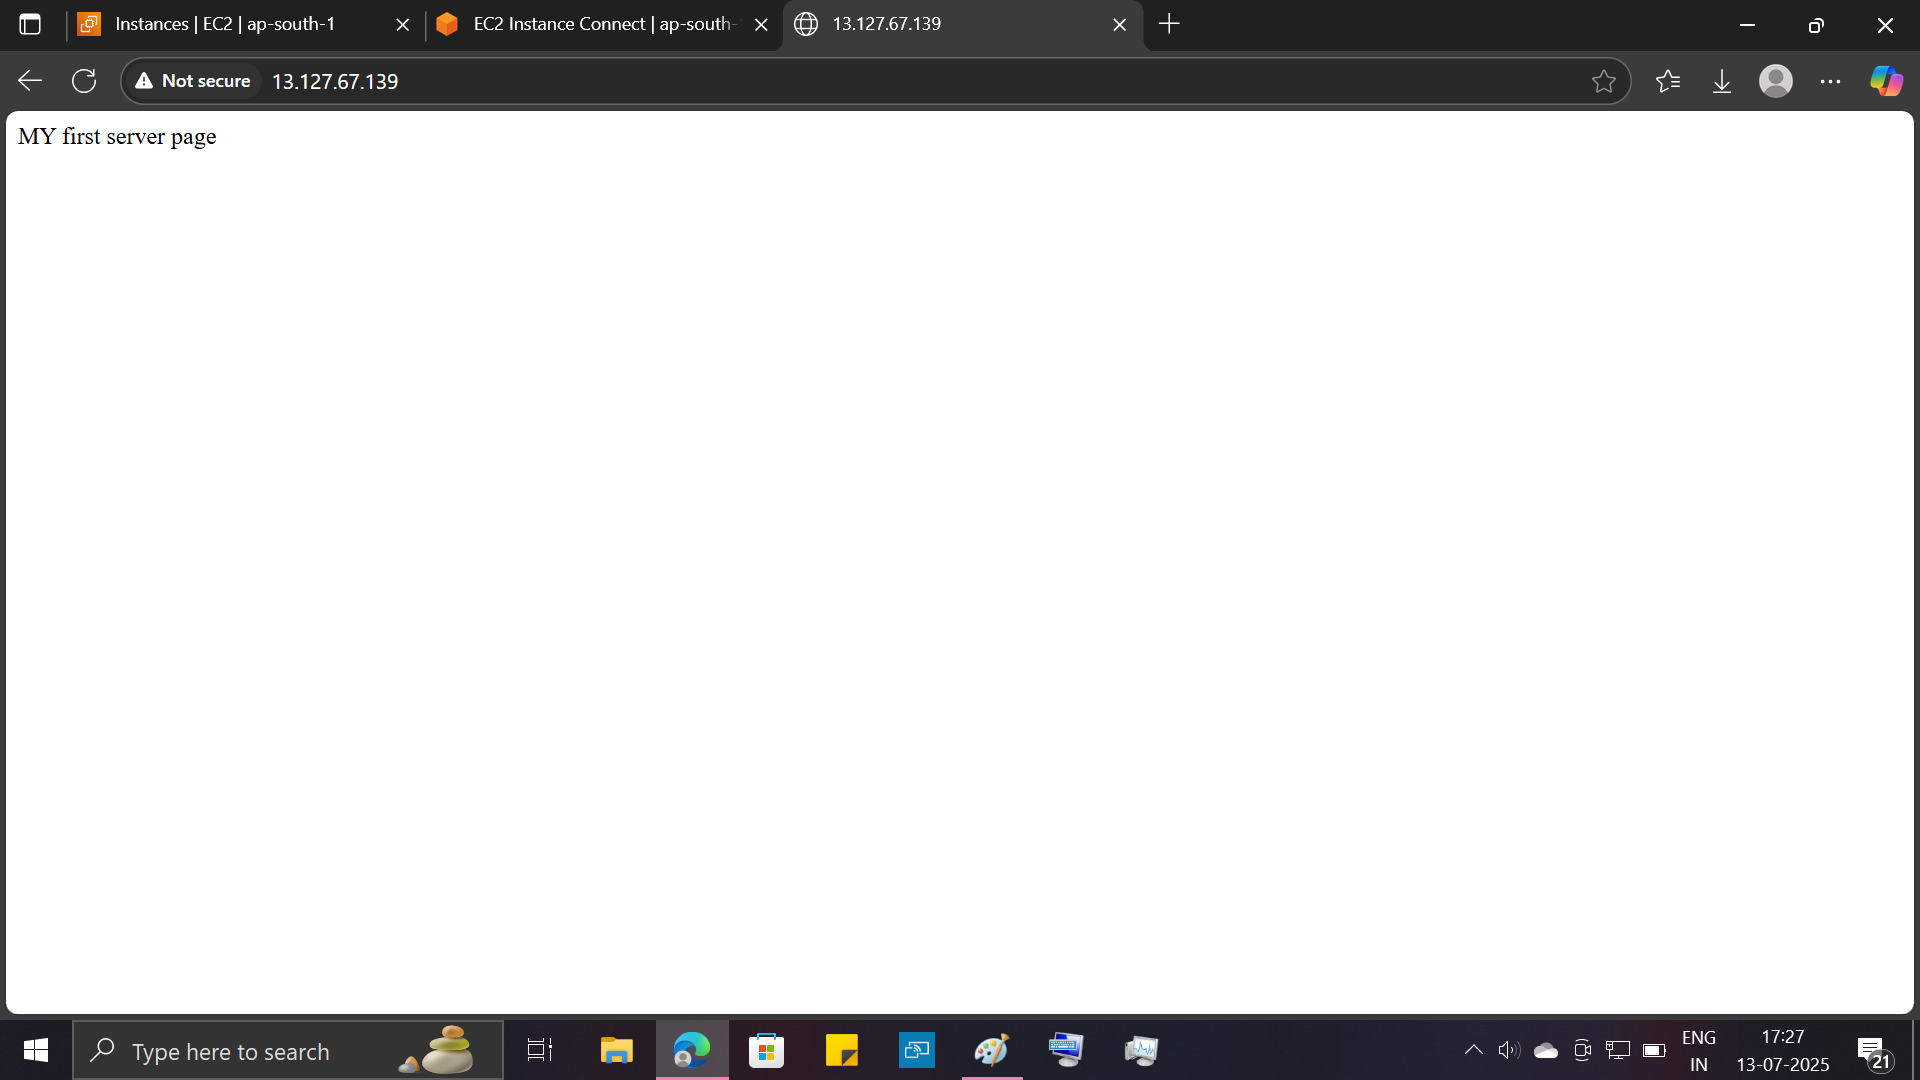 Instances | EC2 | ap-south-1
EC2 Instance Connect | ap-south-
13.127.67.139
Not secure
13.127.67.139
MY first server page
Type here to search
ENG
IN
17:27
13-07-2025
21